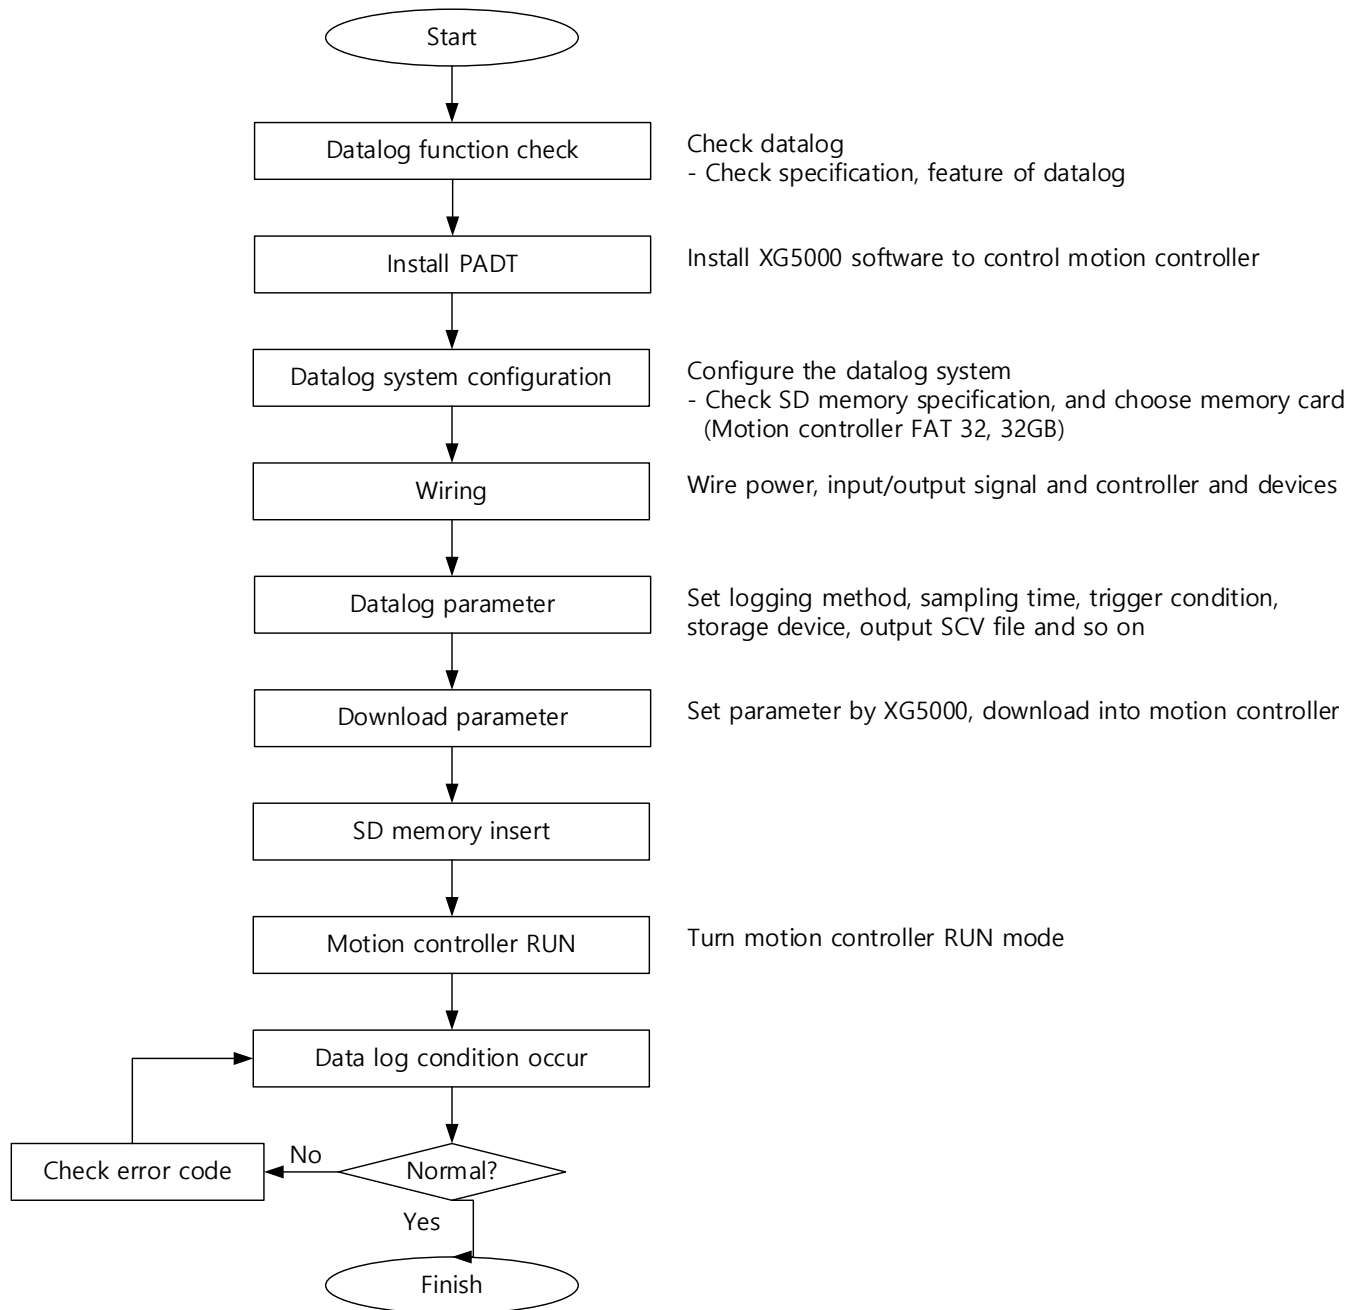 Start
Datalog function check
Check datalog
- Check specification, feature of datalog
Install PADT
Install XG5000 software to control motion controller
Datalog system configuration
Configure the datalog system
- Check SD memory specification, and choose memory card
(Motion controller FAT 32, 32GB)
Wiring
Wire power, input/output signal and controller and devices
Datalog parameter
Set logging method, sampling time, trigger condition,
storage device, output SCV file and so on
Download parameter
Set parameter by XG5000, download into motion controller
SD memory insert
Motion controller RUN
Turn motion controller RUN mode
Data log condition occur
No
Check error code
Normal?
Yes
Finish